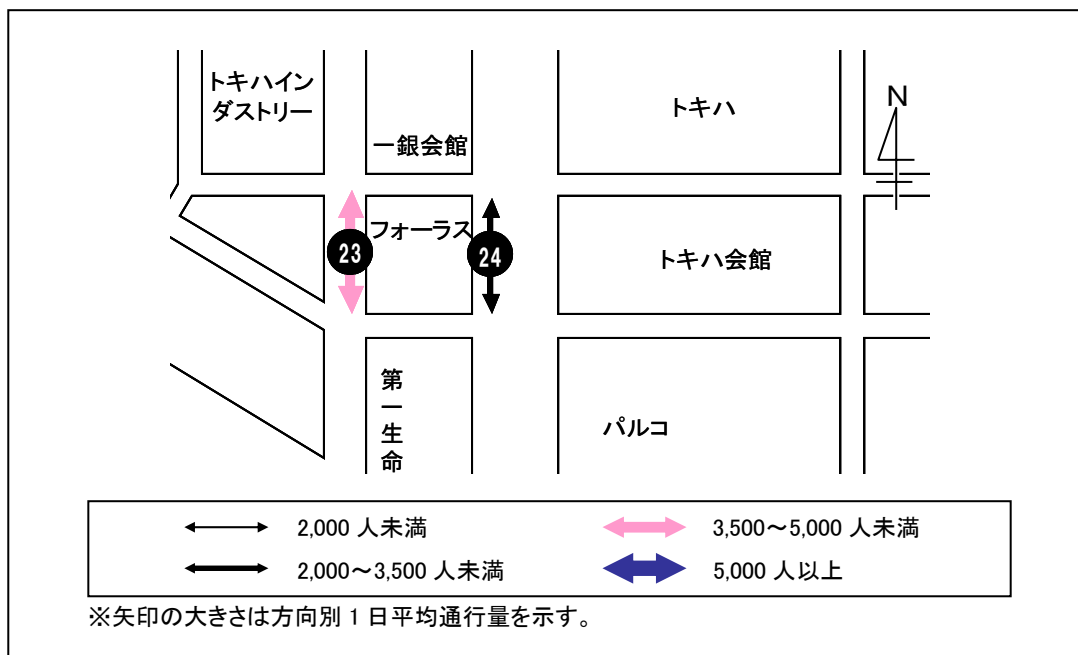 トキハイン
ダストリー
一銀会館
トキハ
N
フォーラス
23
24
トキハ会館
第一生命
パルコ
2,000 人未満
3,500～5,000 人未満
2,000～3,500 人未満
5,000 人以上
※矢印の大きさは方向別 1 日平均通行量を示す。